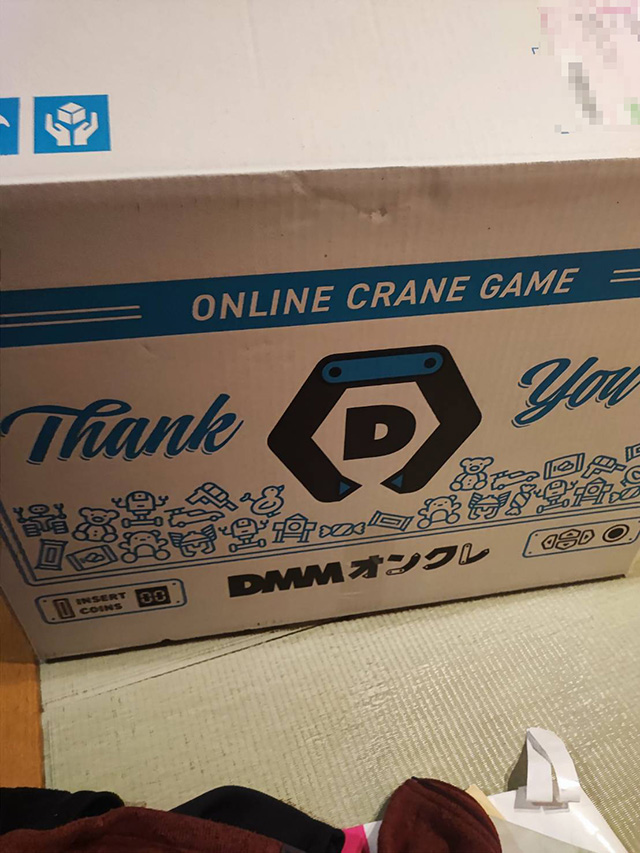 ONLINE CRANE GAME
Thank You
D
INSERT COINS 00
DMMオンクレ